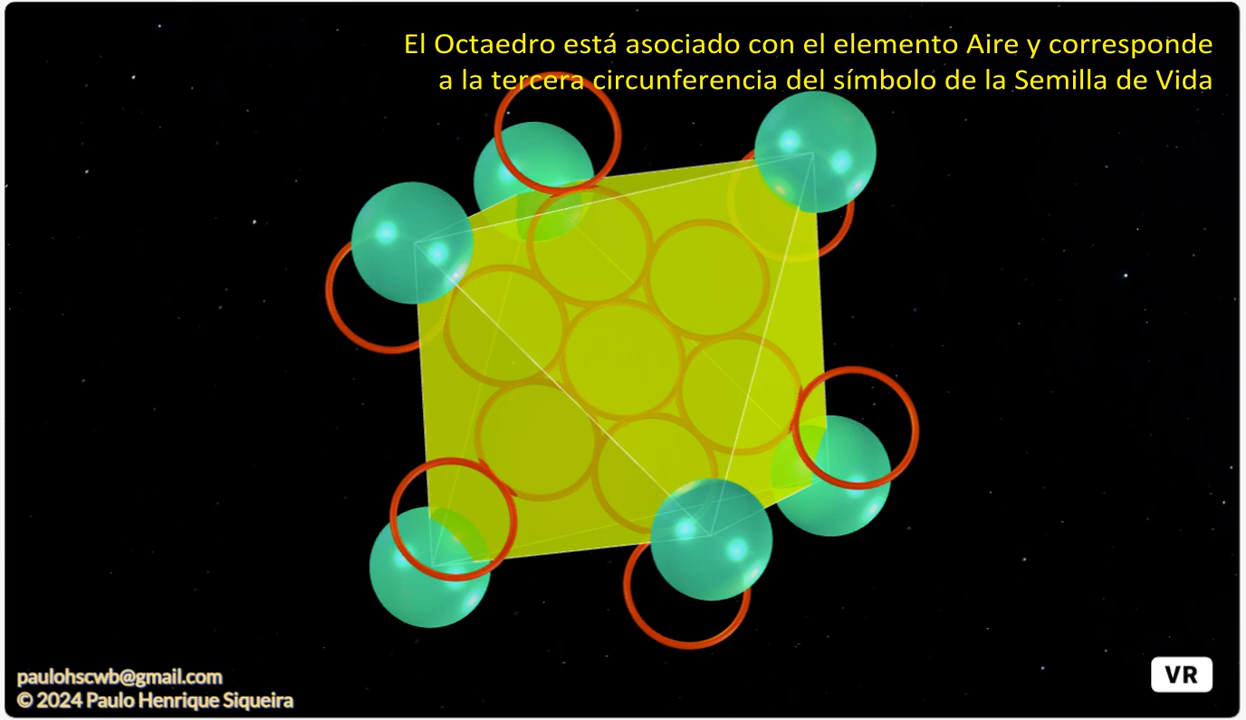 El Octaedro está asociado con el elemento Aire y corresponde
a la tercera circunferencia del símbolo de la Semilla de Vida
paulohscwb@gmail.com
© 2024 Paulo Henrique Siqueira
VR